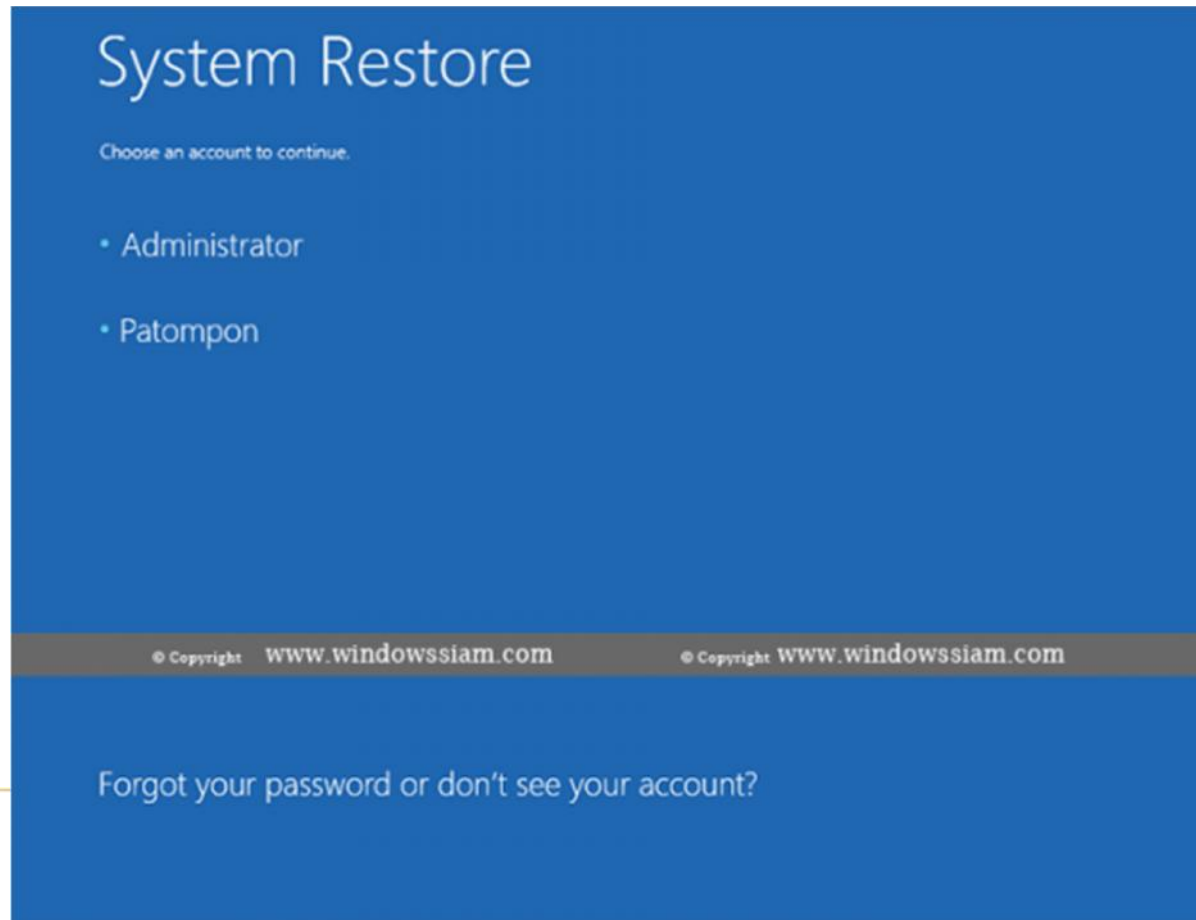 System Restore
Choose an account to continue.
• Administrator
• Patompon
© Copyright www.windowssiam.com © Copyright www.windowssiam.com
Forgot your password or don't see your account?